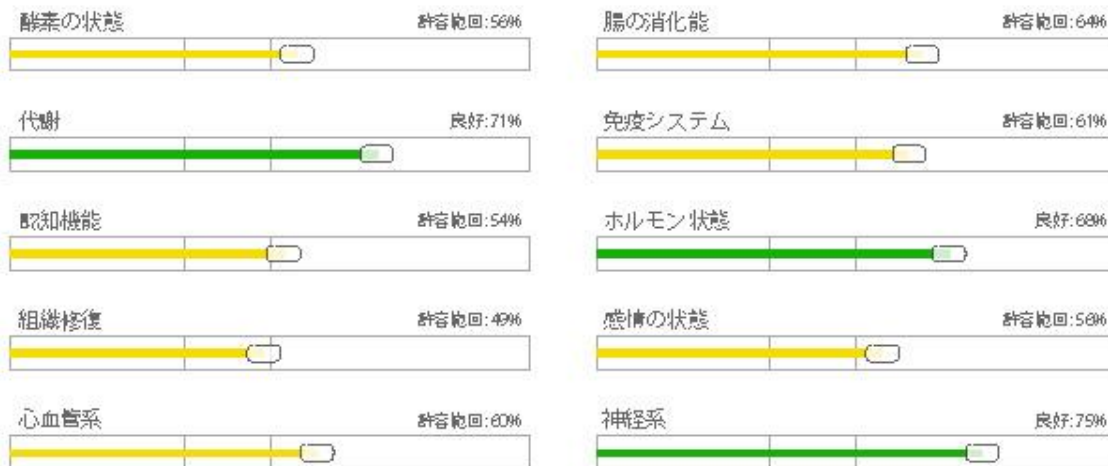 酵素の状態 許容範囲:56%
腸の消化能 許容範囲:64%
代謝 良好:71%
免疫システム 許容範囲:61%
認知機能 許容範囲:54%
ホルモン状態 良好:68%
組織修復 許容範囲:49%
感情の状態 許容範囲:56%
心血管系 許容範囲:60%
神経系 良好:75%